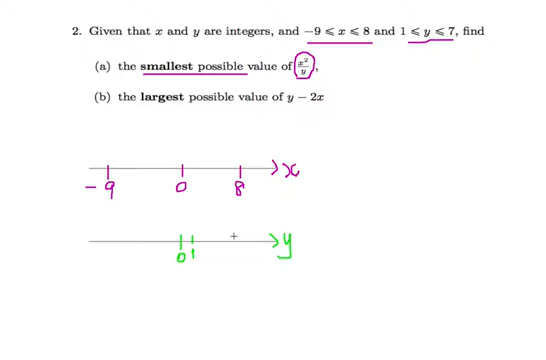 2. Given that x and y are integers, and −9 ⩽ x ⩽ 8 and 1 ⩽ y ⩽ 7, find
(a) the smallest possible value of x²/y,
(b) the largest possible value of y − 2x
−9 0 8 x
0 1 y